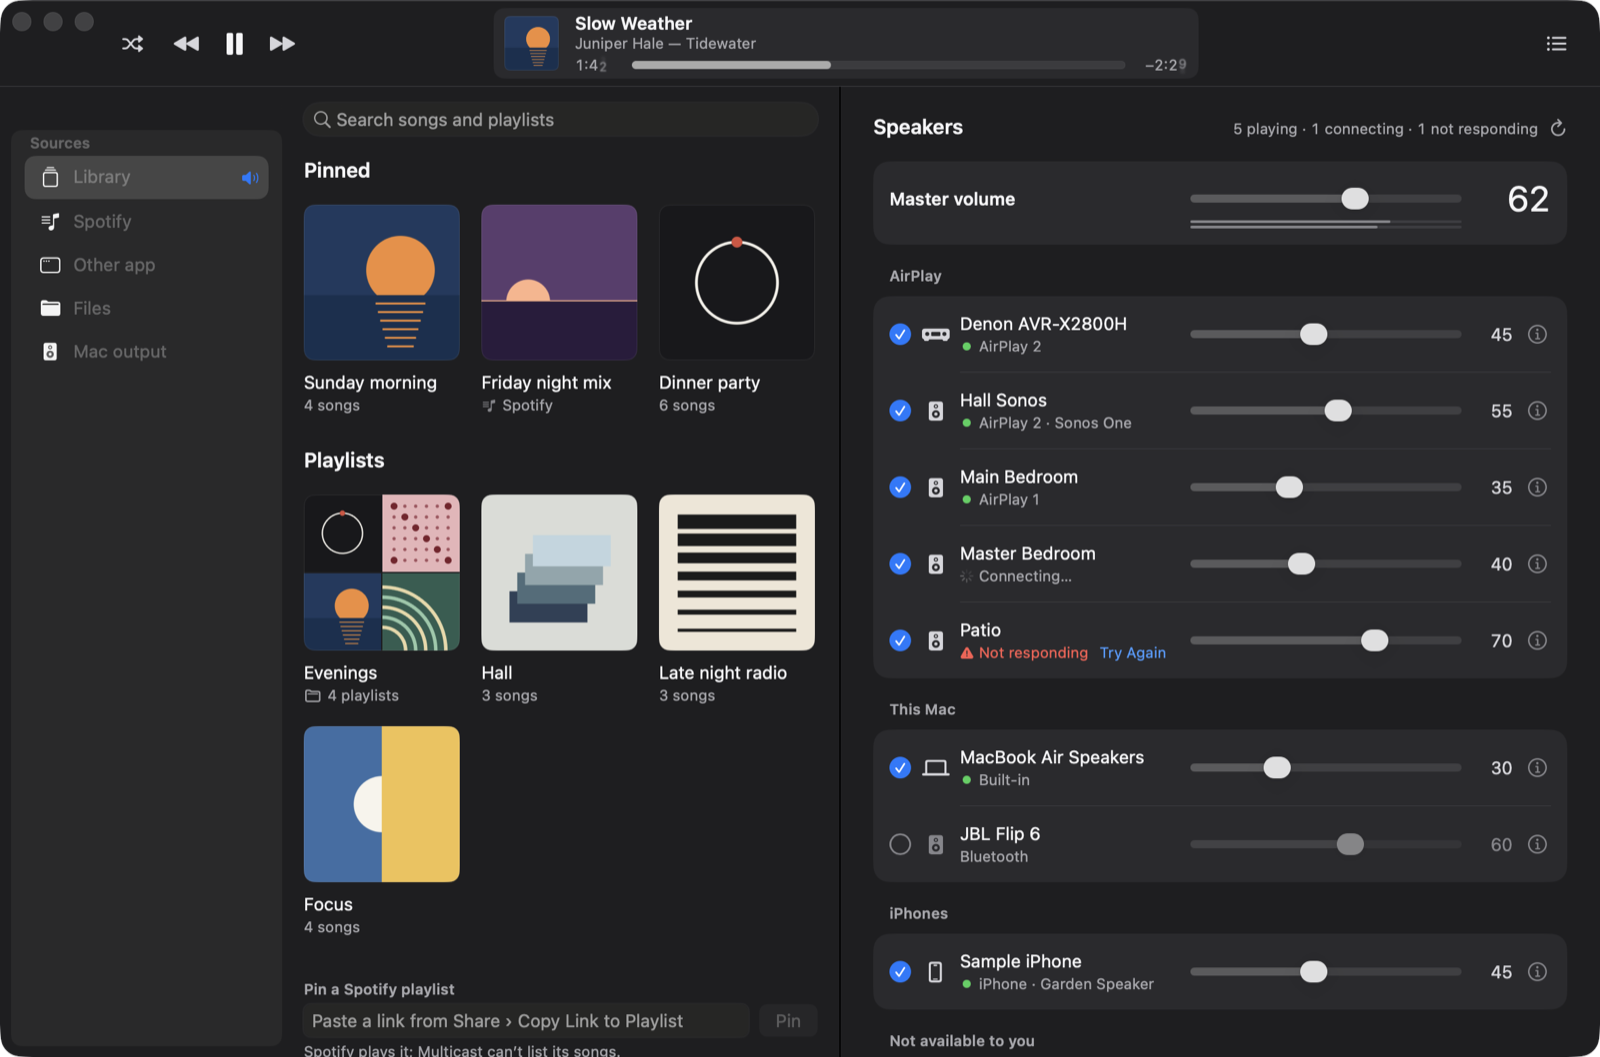 Slow Weather
Juniper Hale — Tidewater
1:42
−2:29
Sources
Library
Spotify
Other app
Files
Mac output
Search songs and playlists
Pinned
Sunday morning
4 songs
Friday night mix
Spotify
Dinner party
6 songs
Playlists
Evenings
4 playlists
Hall
3 songs
Late night radio
3 songs
Focus
4 songs
Pin a Spotify playlist
Paste a link from Share › Copy Link to Playlist
Pin
Spotify plays it; Multicast can’t list its songs.
Speakers
5 playing · 1 connecting · 1 not responding
Master volume
62
AirPlay
Denon AVR-X2800H
AirPlay 2
45
Hall Sonos
AirPlay 2 · Sonos One
55
Main Bedroom
AirPlay 1
35
Master Bedroom
Connecting…
40
Patio
Not responding Try Again
70
This Mac
MacBook Air Speakers
Built-in
30
JBL Flip 6
Bluetooth
60
iPhones
Sample iPhone
iPhone · Garden Speaker
45
Not available to you